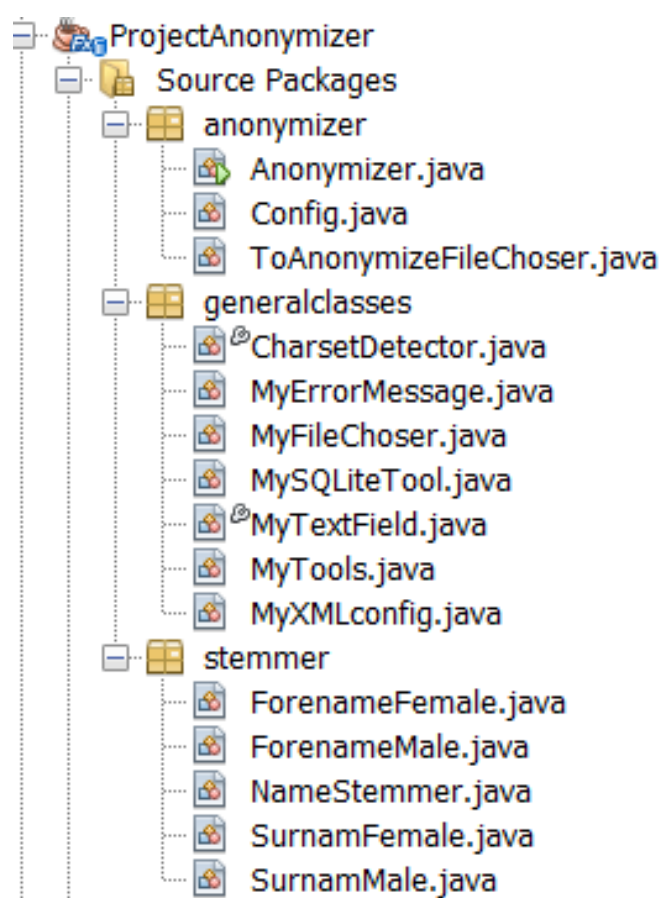 ProjectAnonymizer
Source Packages
anonymizer
Anonymizer.java
Config.java
ToAnonymizeFileChoser.java
generalclasses
CharsetDetector.java
MyErrorMessage.java
MyFileChoser.java
MySQLiteTool.java
MyTextField.java
MyTools.java
MyXMLconfig.java
stemmer
ForenameFemale.java
ForenameMale.java
NameStemmer.java
SurnamFemale.java
SurnamMale.java